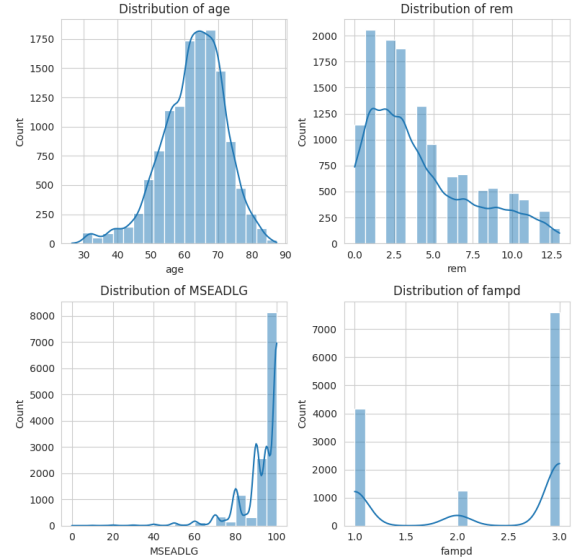 Distribution of age
Count
1750
1500
1250
1000
750
500
250
0
30 40 50 60 70 80 90
age
Distribution of rem
Count
2000
1750
1500
1250
1000
750
500
250
0
0.0 2.5 5.0 7.5 10.0 12.5
rem
Distribution of MSEADLG
Count
8000
7000
6000
5000
4000
3000
2000
1000
0
0 20 40 60 80 100
MSEADLG
Distribution of fampd
Count
7000
6000
5000
4000
3000
2000
1000
0
1.0 1.5 2.0 2.5 3.0
fampd